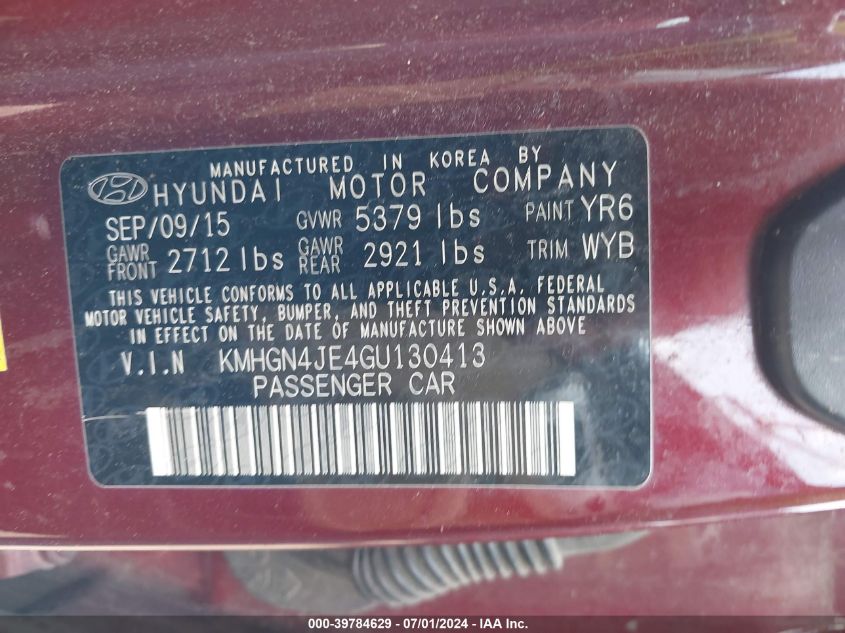 MANUFACTURED IN KOREA BY
HYUNDAI MOTOR COMPANY
SEP/09/15 GVWR 5379 lbs PAINT YR6
GAWR FRONT 2712 lbs GAWR REAR 2921 lbs TRIM WYB
THIS VEHICLE CONFORMS TO ALL APPLICABLE U.S.A. FEDERAL
MOTOR VEHICLE SAFETY, BUMPER, AND THEFT PREVENTION STANDARDS
IN EFFECT ON THE DATE OF MANUFACTURE SHOWN ABOVE
V.I.N KMHGN4JE4GU130413
PASSENGER CAR
000-39784629 - 07/01/2024 - IAA Inc.